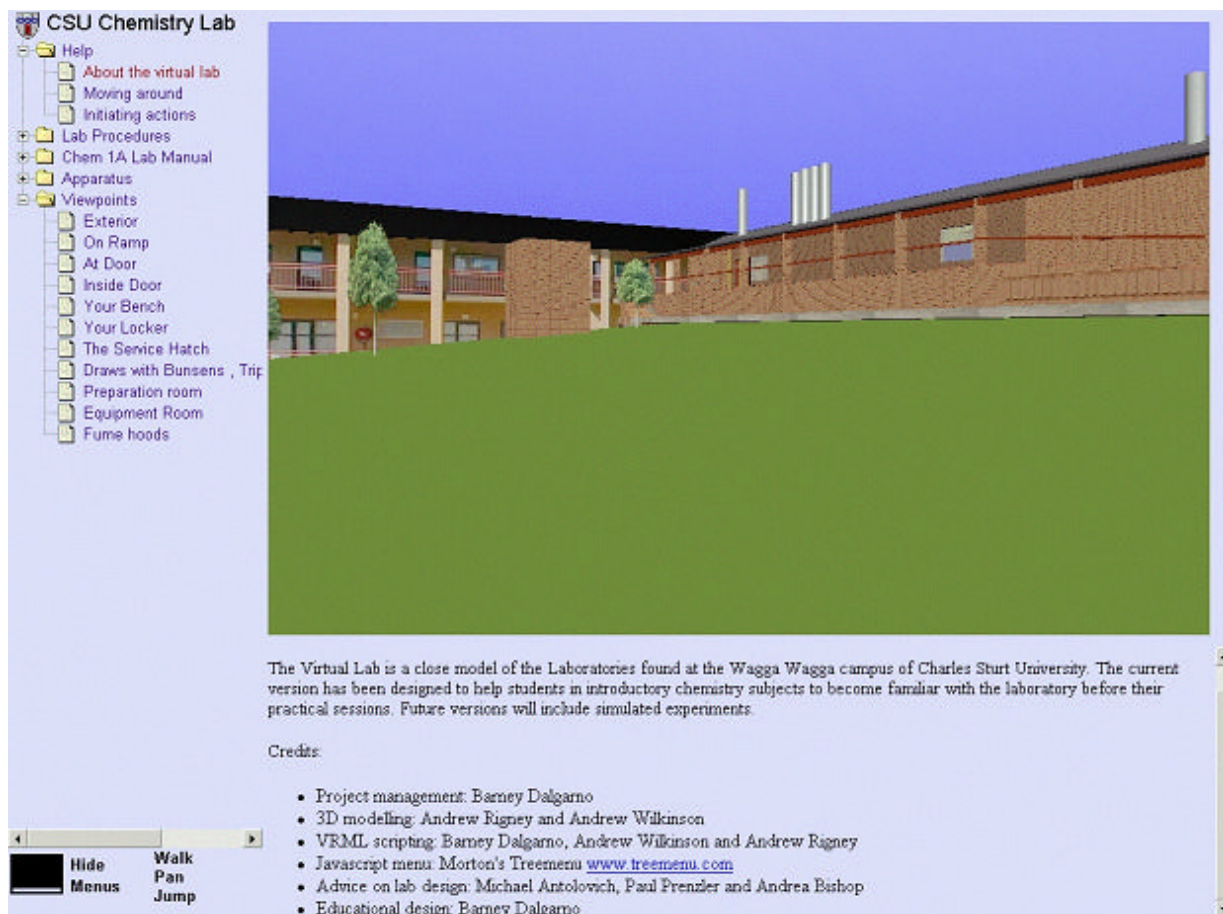 CSU Chemistry Lab
Help
About the virtual lab
Moving around
Initiating actions
Lab Procedures
Chem 1A Lab Manual
Apparatus
Viewpoints
Exterior
On Ramp
At Door
Inside Door
Your Bench
Your Locker
The Service Hatch
Draws with Bunsens , Trip
Preparation room
Equipment Room
Fume hoods
Hide
Menus
Walk
Pan
Jump
The Virtual Lab is a close model of the Laboratories found at the Wagga Wagga campus of Charles Sturt University. The current
version has been designed to help students in introductory chemistry subjects to become familiar with the laboratory before their
practical sessions. Future versions will include simulated experiments.
Credits:
• Project management: Barney Dalgarno
• 3D modelling: Andrew Rigney and Andrew Wilkinson
• VRML scripting: Barney Dalgarno, Andrew Wilkinson and Andrew Rigney
• Javascript menu: Morton's Treemenu www.treemenu.com
• Advice on lab design: Michael Antolovich, Paul Prenzler and Andrea Bishop
• Educational design: Barney Dalgarno